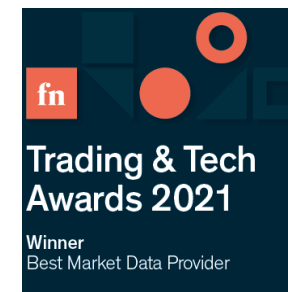 fn
Trading & Tech
Awards 2021
Winner
Best Market Data Provider